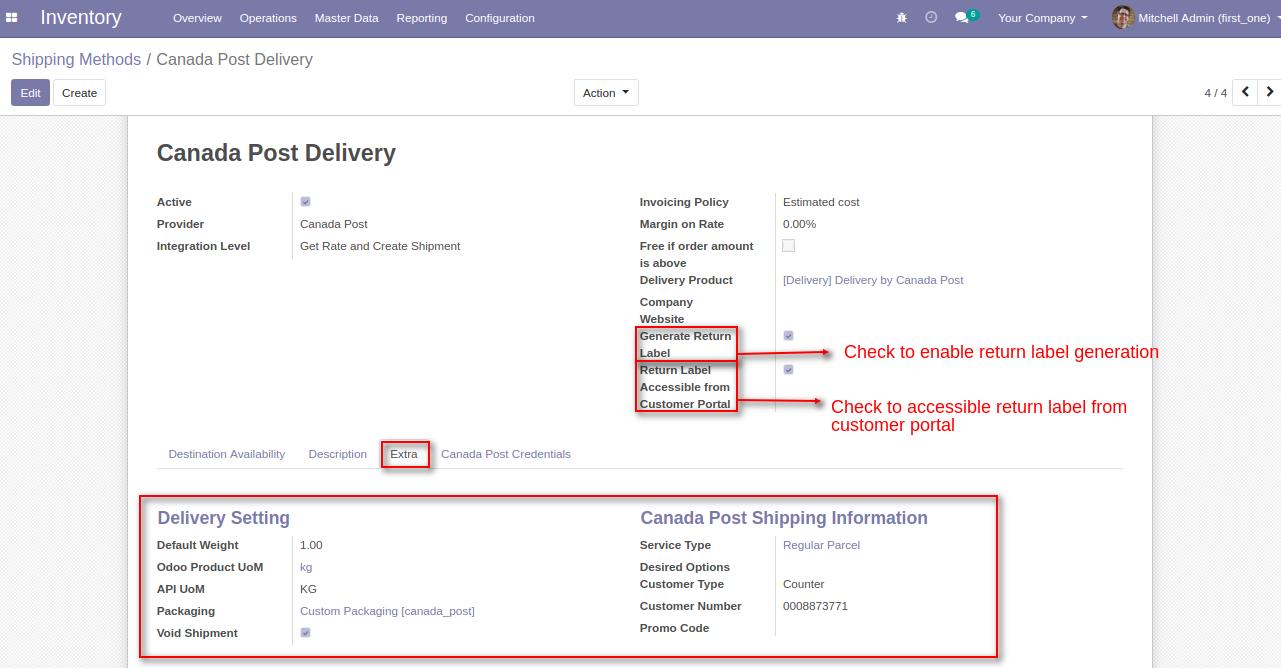 Inventory Overview Operations Master Data Reporting Configuration 6 Your Company Mitchell Admin (first_one)
Shipping Methods / Canada Post Delivery
Edit Create Action 4 / 4
Canada Post Delivery
Active
Provider Canada Post
Integration Level Get Rate and Create Shipment
Invoicing Policy Estimated cost
Margin on Rate 0.00%
Free if order amount
is above
Delivery Product [Delivery] Delivery by Canada Post
Company
Website
Generate Return
Label
Check to enable return label generation
Return Label
Accessible from
Customer Portal
Check to accessible return label from
customer portal
Destination Availability Description Extra Canada Post Credentials
Delivery Setting
Default Weight 1.00
Odoo Product UoM kg
API UoM KG
Packaging Custom Packaging [canada_post]
Void Shipment
Canada Post Shipping Information
Service Type Regular Parcel
Desired Options
Customer Type Counter
Customer Number 0008873771
Promo Code